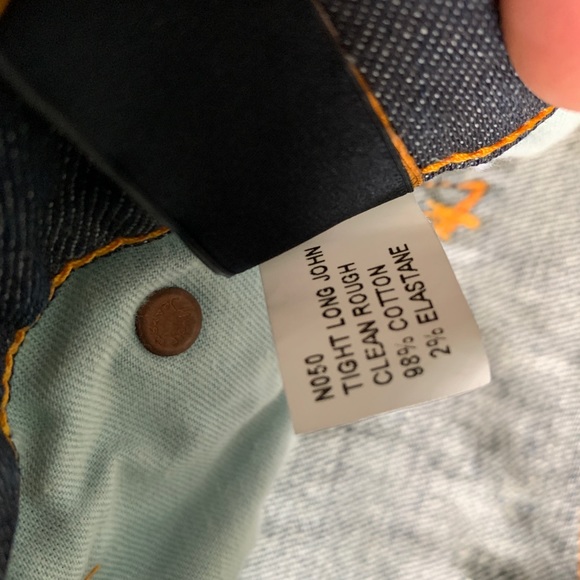 N050
TIGHT LONG JOHN
CLEAN ROUGH
98% COTTON
2% ELASTANE